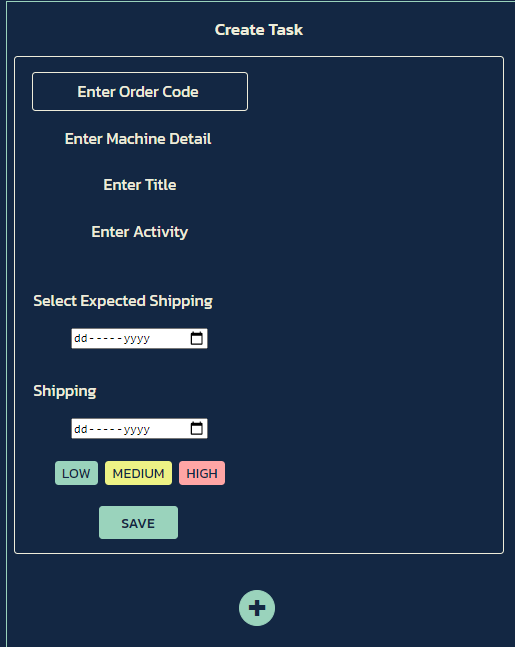 Create Task
Enter Order Code
Enter Machine Detail
Enter Title
Enter Activity
Select Expected Shipping
dd-----yyyy
Shipping
dd-----yyyy
LOW MEDIUM HIGH
SAVE